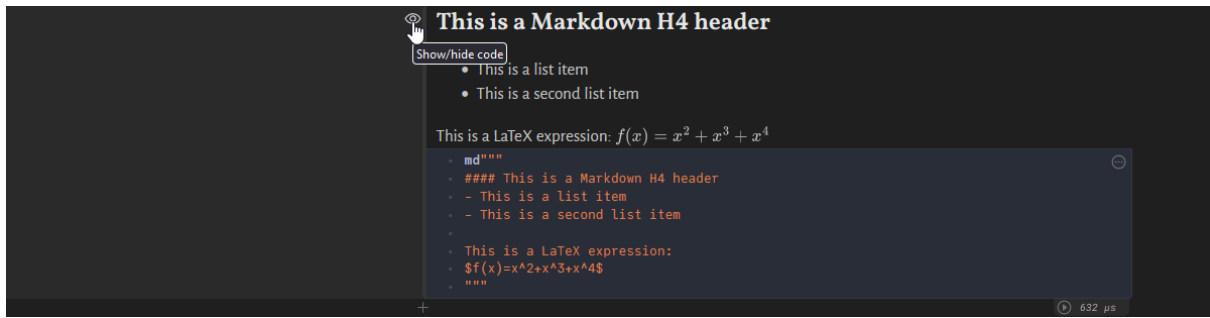 This is a Markdown H4 header
Show/hide code
• This is a list item
• This is a second list item
This is a LaTeX expression: f(x) = x² + x³ + x⁴
md"""
#### This is a Markdown H4 header
- This is a list item
- This is a second list item
This is a LaTeX expression:
$f(x)=x^2+x^3+x^4$
"""
632 μs